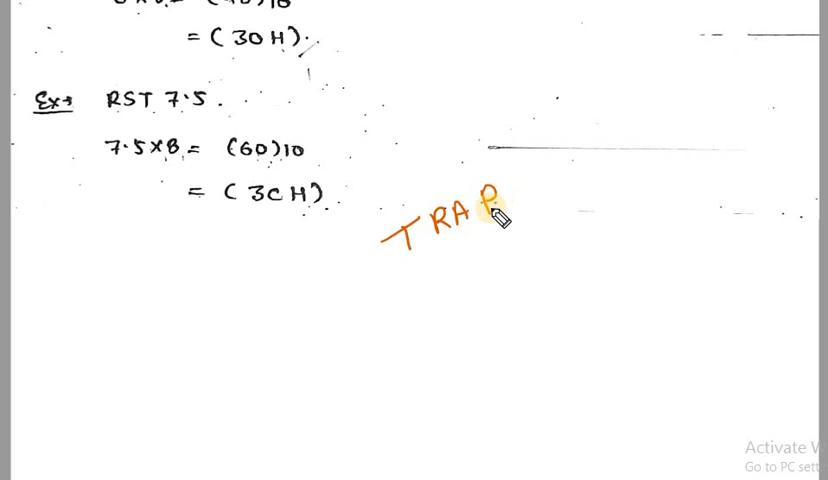 = (30H).
Ex→ RST 7.5.
7.5×8 = (60)10
= (3CH)
TRAP
Activate W
Go to PC sett